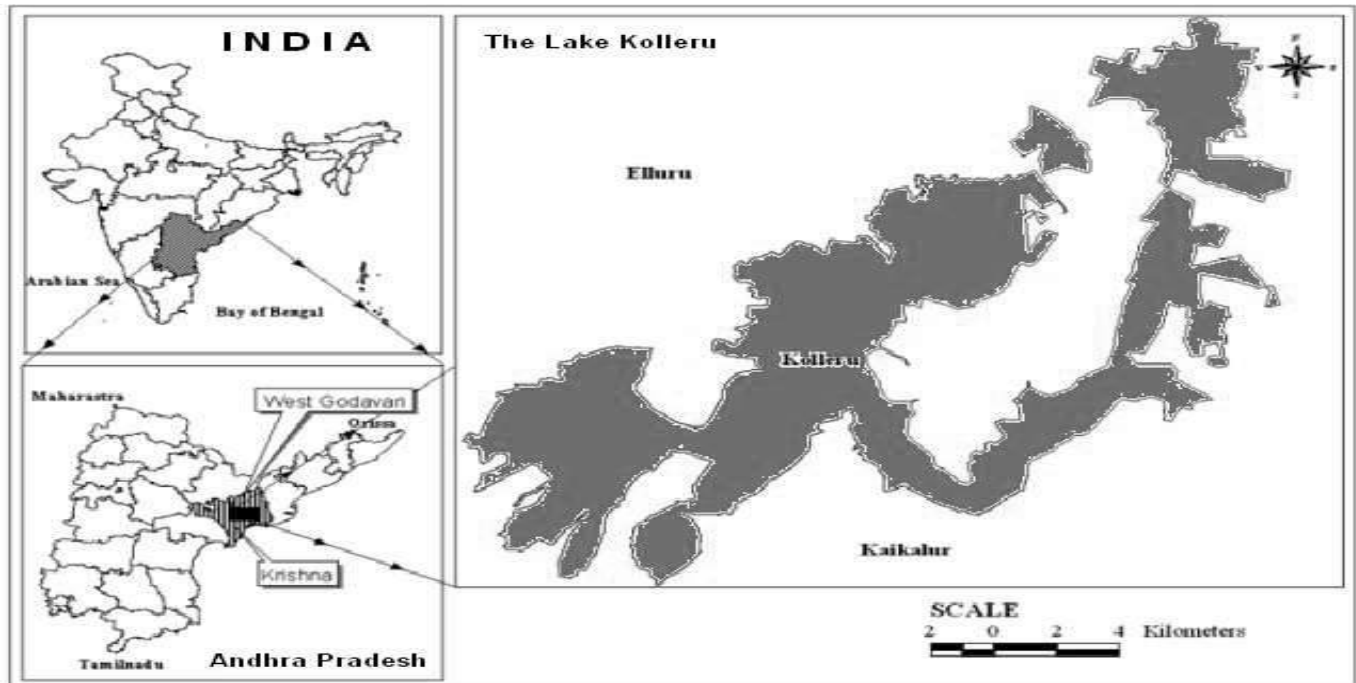 INDIA
Arabian Sea
Bay of Bengal
Maharastra
West Godavari
Orissa
Krishna
Tamilnadu
Andhra Pradesh
The Lake Kolleru
Elluru
Kolleru
Kaikalur
SCALE
2 0 2 4 Kilometers